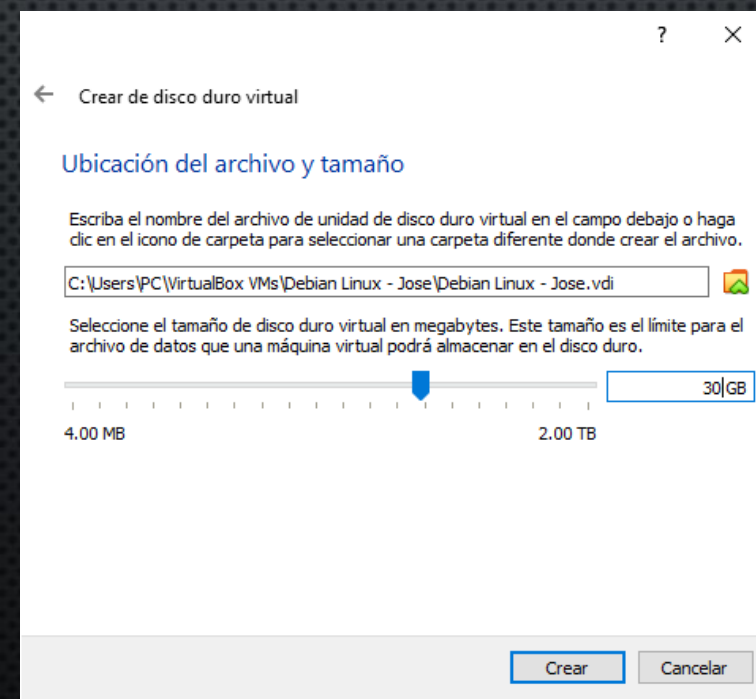 ?
Crear de disco duro virtual
Ubicación del archivo y tamaño
Escriba el nombre del archivo de unidad de disco duro virtual en el campo debajo o haga
clic en el icono de carpeta para seleccionar una carpeta diferente donde crear el archivo.
C:\Users\PC\VirtualBox VMs\Debian Linux - Jose\Debian Linux - Jose.vdi
Seleccione el tamaño de disco duro virtual en megabytes. Este tamaño es el límite para el
archivo de datos que una máquina virtual podrá almacenar en el disco duro.
30 GB
4.00 MB 2.00 TB
Crear Cancelar